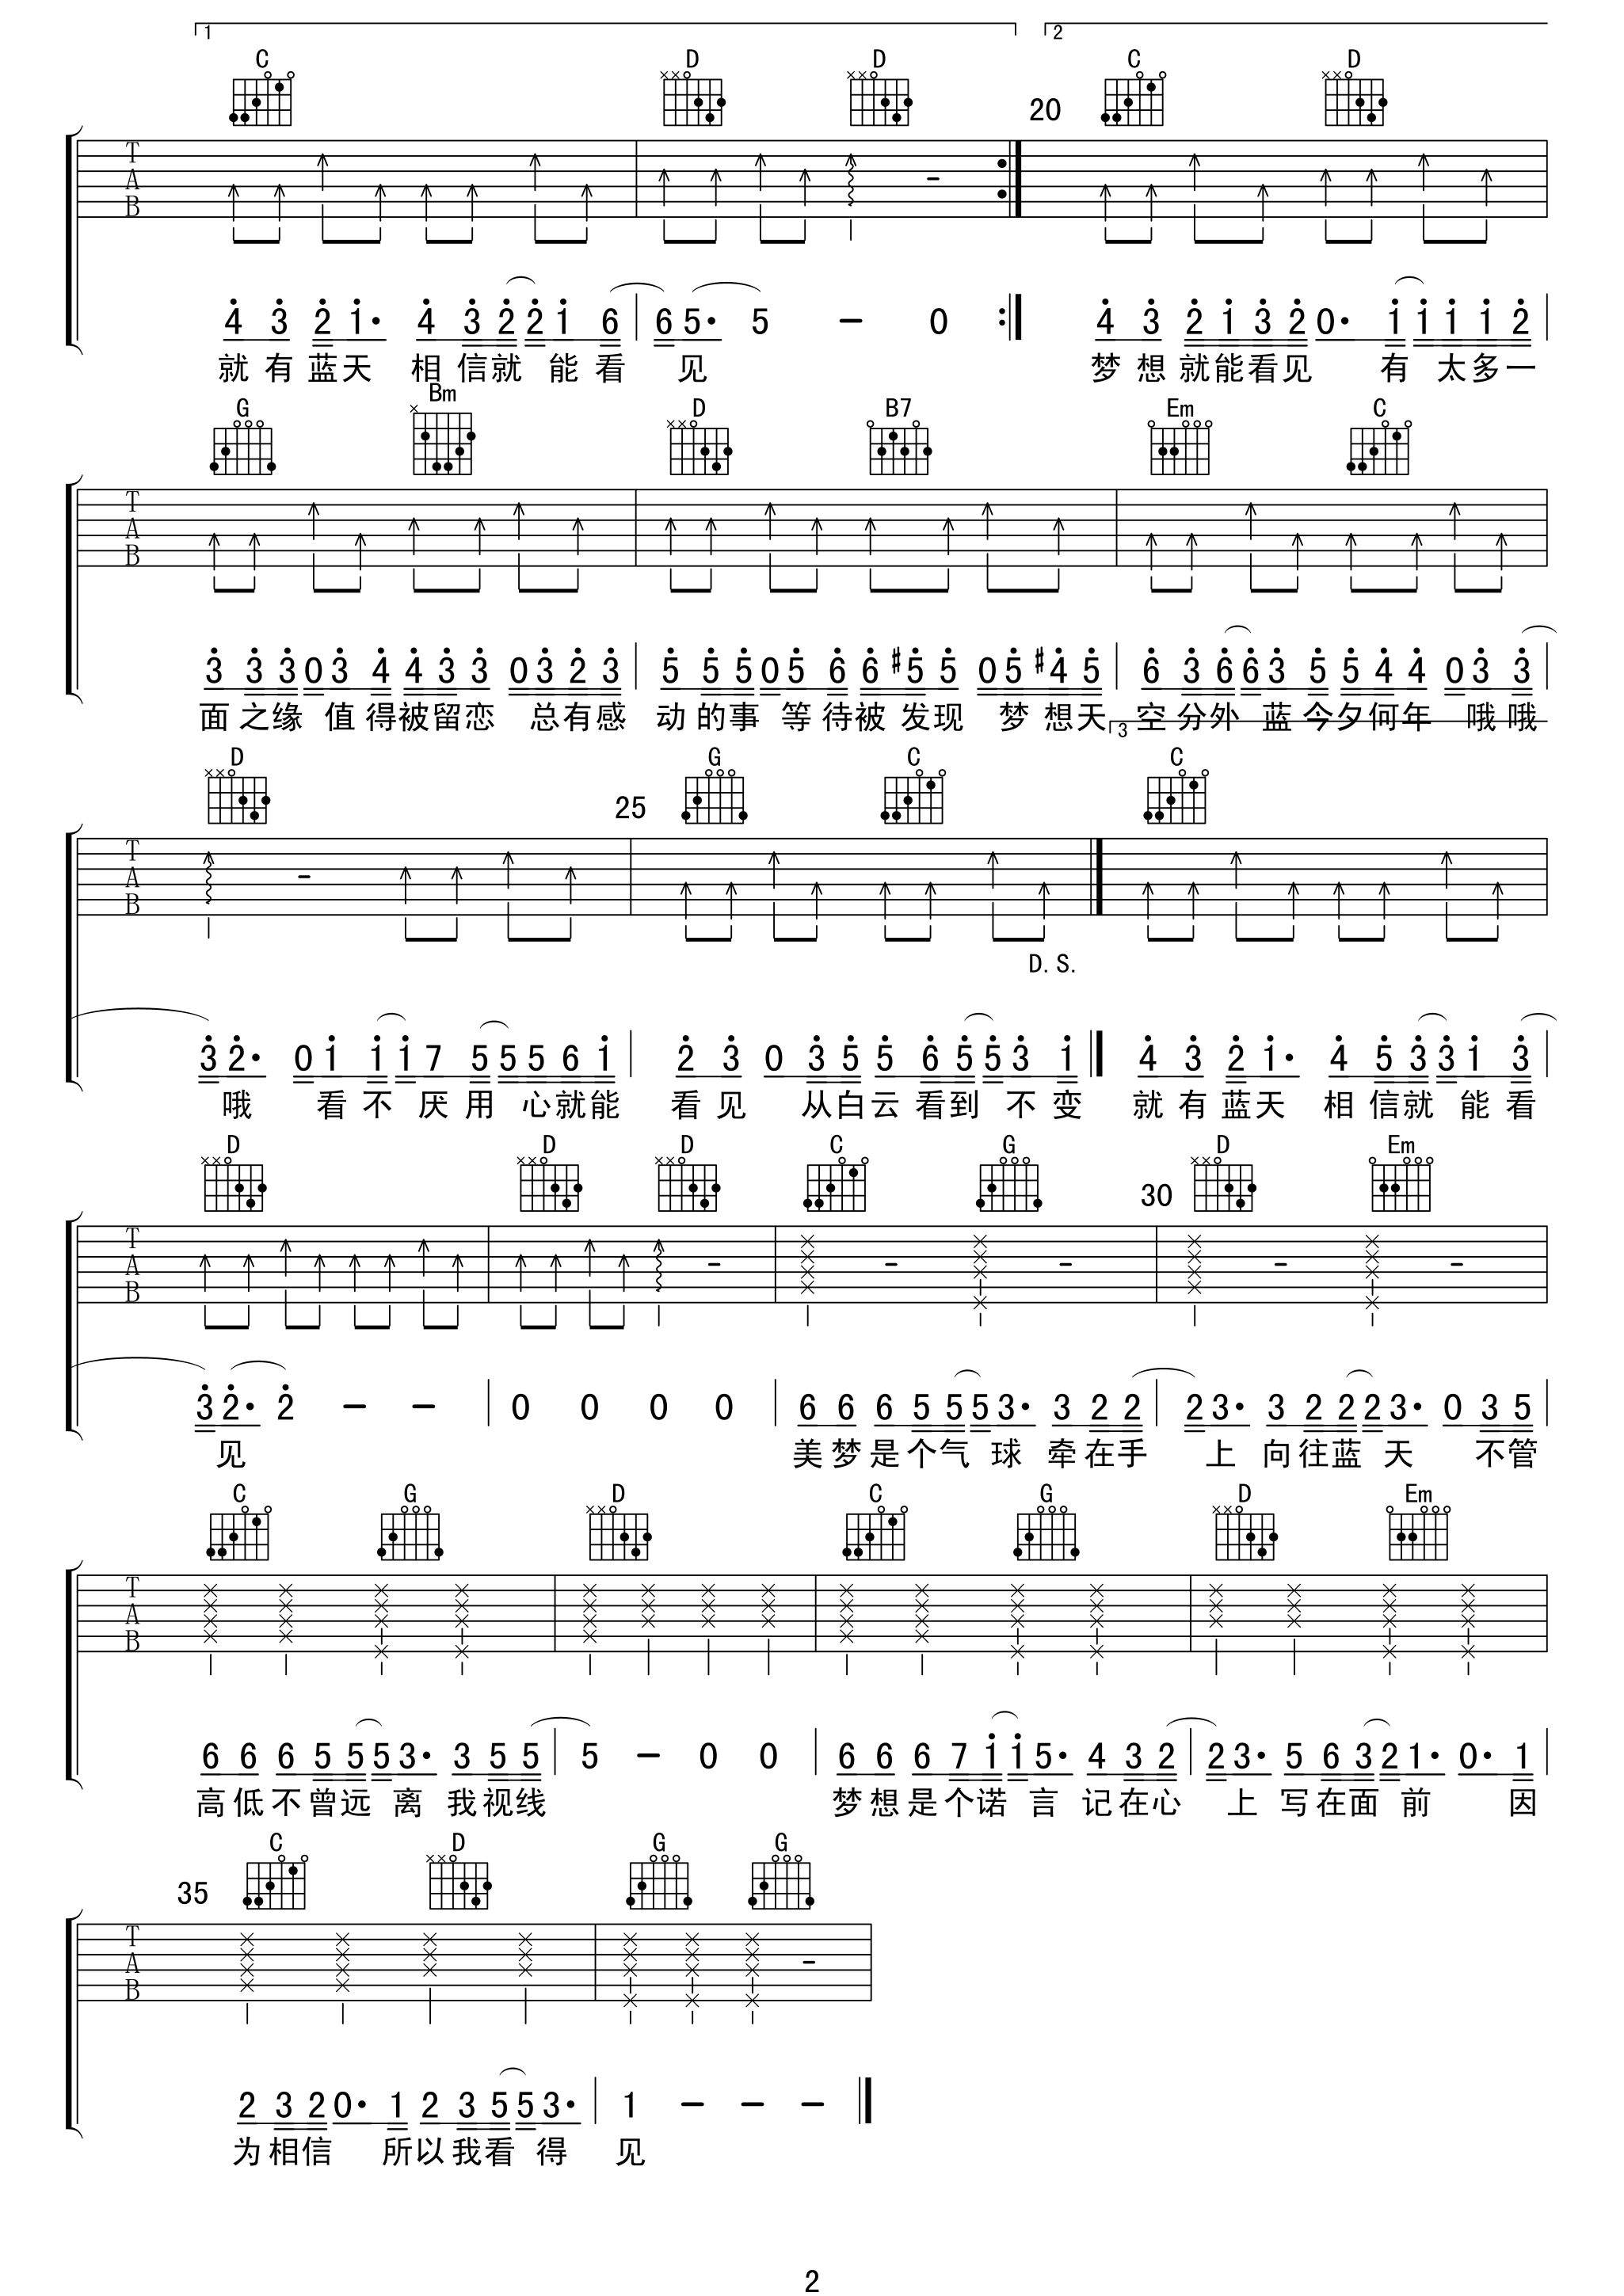 1 2
C D D 20 C D
T A B
4 3 2 1· 4 3 2 2 1 6 6 5· 5 – 0 4 3 2 1 3 2 0· 1 1 1 1 2
就有蓝天 相信就 能看 见 梦想就能看见 有 太多一
G Bm D B7 Em C
T A B
3 3 3 0 3 4 4 3 3 0 3 2 3 5 5 5 0 5 6 6 #5 5 0 5 #4 5 6 3 6 6 3 5 5 4 4 0 3 3
面之缘 值得被留恋 总有感 动的事 等待被发现 梦想天 空分外 蓝今夕何年 哦哦
3
D 25 G C C
T A B
D.S.
3 2· 0 1 1 1 7 5 5 5 6 1 2 3 0 3 5 5 6 5 5 3 1 4 3 2 1· 4 5 3 3 1 3
哦 看不 厌用 心就能 看见 从白云看到 不变 就有蓝天 相信就 能看
D D D C G 30 D Em
T A B
3 2· 2 – – 0 0 0 0 6 6 6 5 5 5 3· 3 2 2 2 3· 3 2 2 2 3· 0 3 5
见 美梦是个气 球 牵在手 上 向往蓝 天 不管
C G D C G D Em
T A B
6 6 6 5 5 5 3· 3 5 5 5 – 0 0 6 6 6 7 1 1 5· 4 3 2 2 3· 5 6 3 2 1· 0· 1
高低不曾远 离 我视线 梦想是个诺 言 记在心 上 写在面 前 因
35 C D G G
T A B
2 3 2 0· 1 2 3 5 5 3· 1 – – –
为相信 所以我看 得 见
2